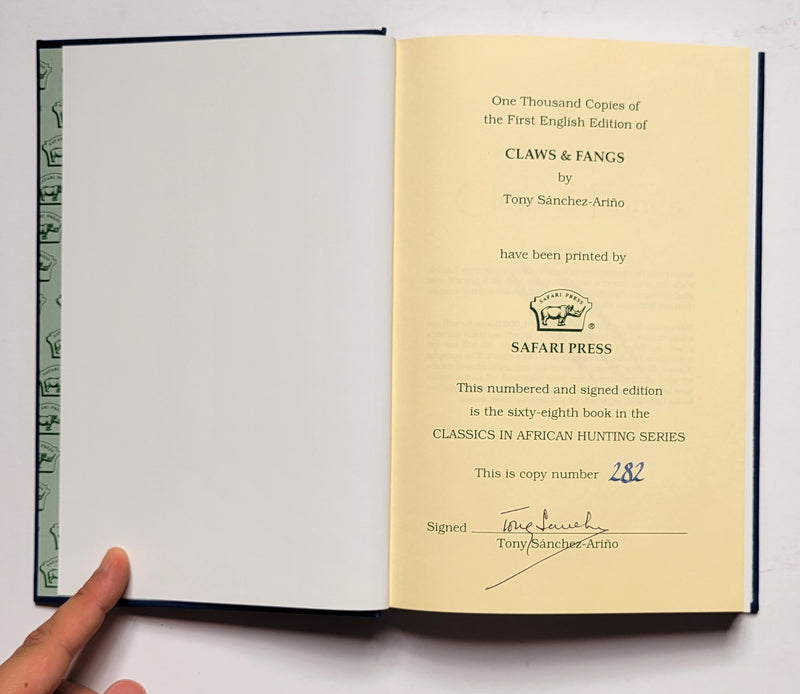 One Thousand Copies of
the First English Edition of
CLAWS & FANGS
by
Tony Sánchez-Ariño
have been printed by
SAFARI PRESS
®
SAFARI PRESS
This numbered and signed edition
is the sixty-eighth book in the
CLASSICS IN AFRICAN HUNTING SERIES
This is copy number 282
Signed Tony Sanchez
Tony Sánchez-Ariño